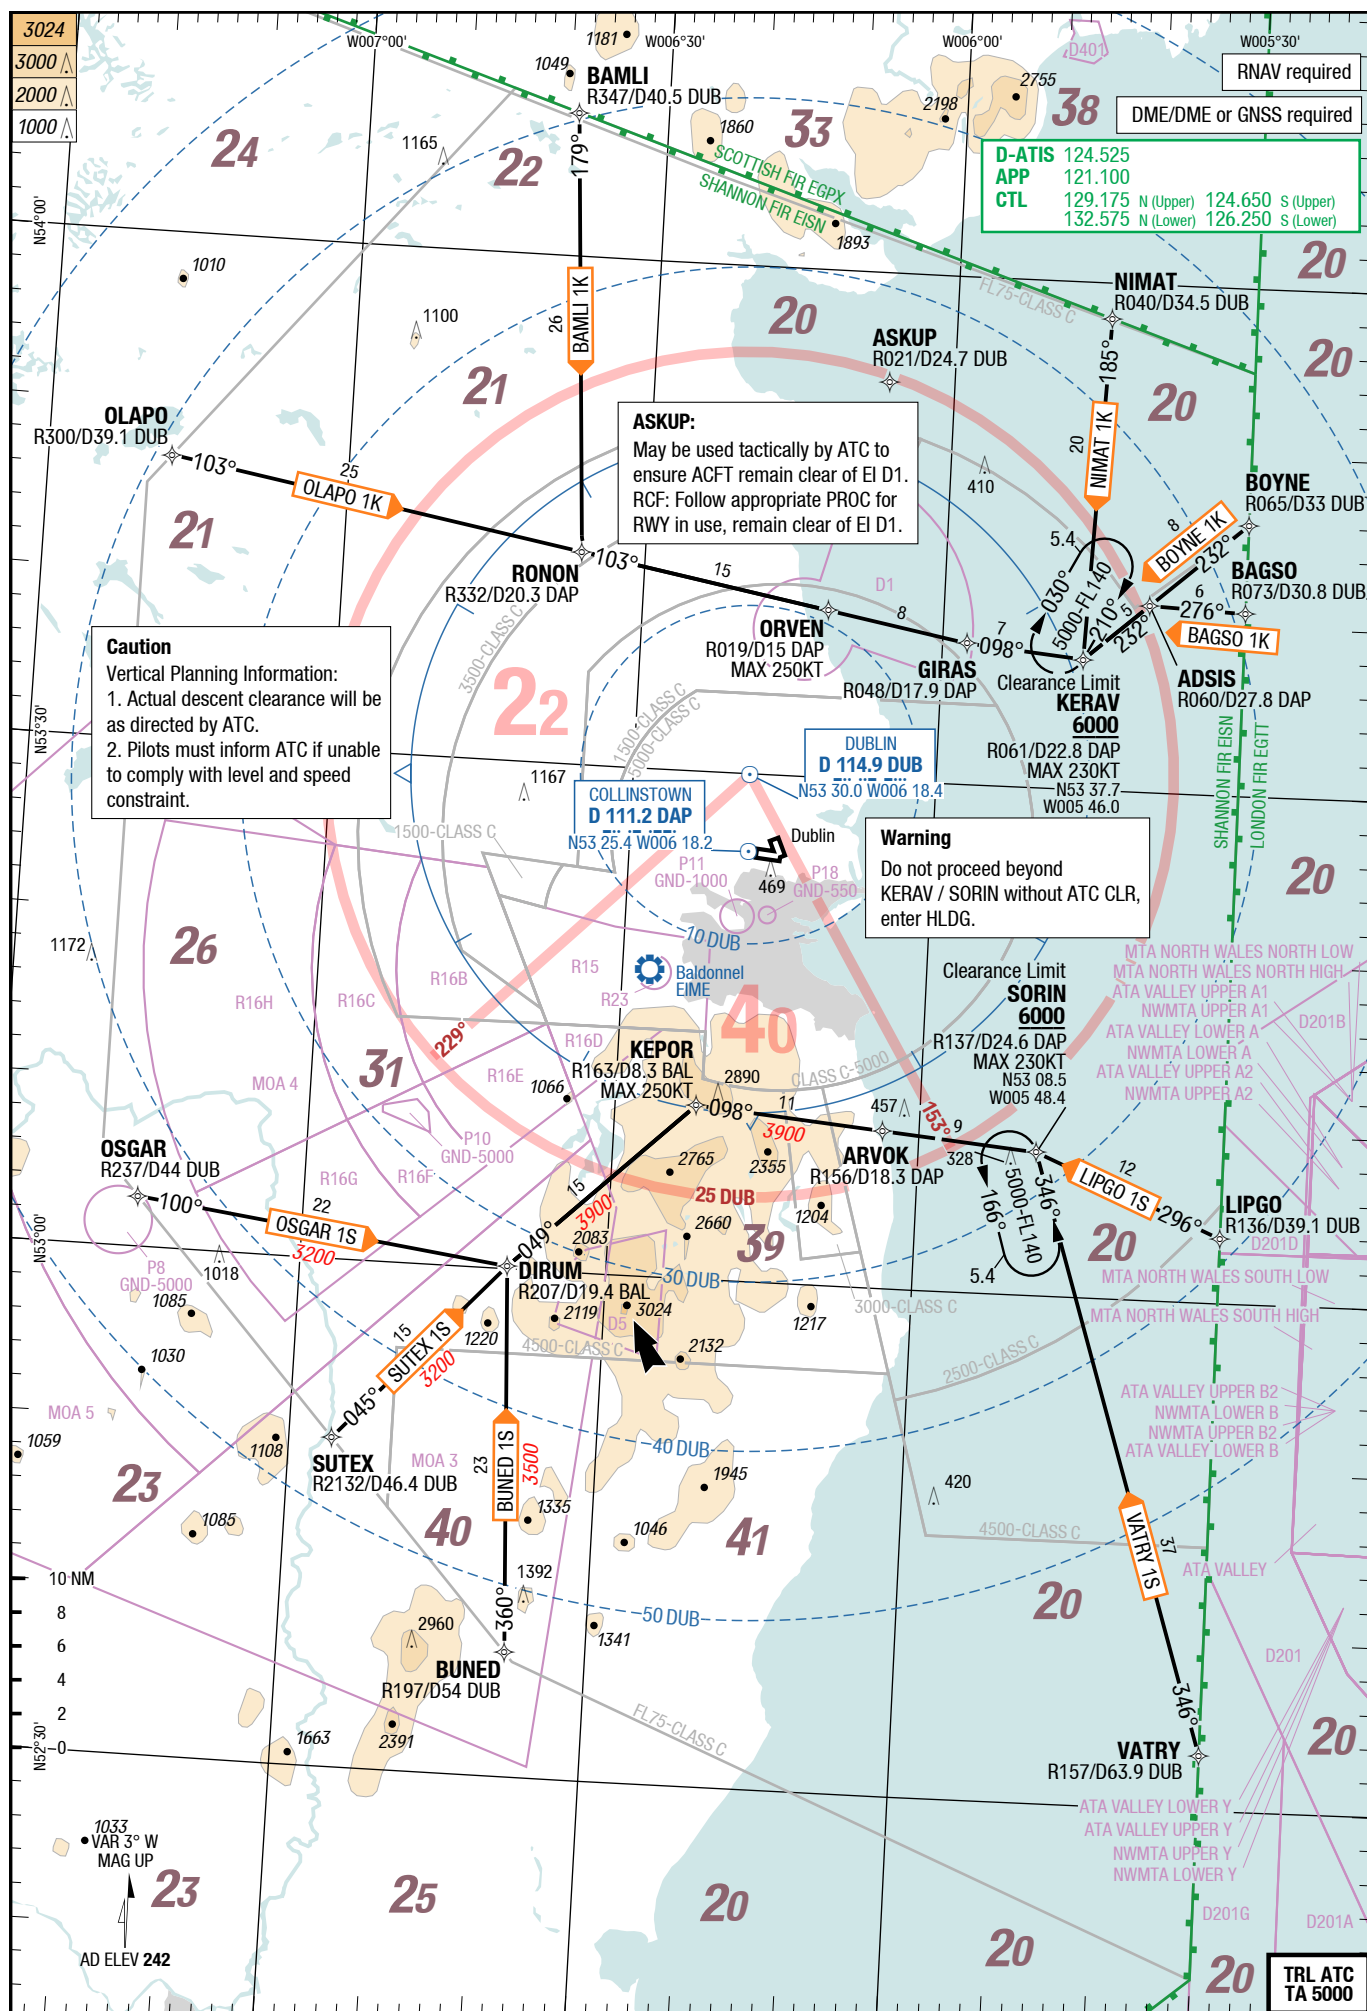 3024
3000
2000
1000
W007°00'
W006°30'
W006°00'
W005°30'
1181
1049
BAMLI
R347/D40.5 DUB
2755
2198
1860
D401
38
33
24
22
RNAV required
DME/DME or GNSS required
D-ATIS 124.525
APP 121.100
CTL 129.175 N (Upper) 124.650 S (Upper)
132.575 N (Lower) 126.250 S (Lower)
1165
179°
SCOTTISH FIR EGPX
SHANNON FIR EISN
1893
N54°00'
1010
1100
26
BAMLI 1K
FL75-CLASS C
NIMAT
R040/D34.5 DUB
20
20
20
20
185°
ASKUP
R021/D24.7 DUB
21
OLAPO
R300/D39.1 DUB
103°
25
OLAPO 1K
ASKUP:
May be used tactically by ATC to
ensure ACFT remain clear of EI D1.
RCF: Follow appropriate PROC for
RWY in use, remain clear of EI D1.
410
20
NIMAT 1K
BOYNE
R065/D33 DUB
8
BOYNE 1K
232°
21
RONON
R332/D20.3 DAP
103°
15
D1
5.4
030°
5000-FL140
210°
5
232°
BAGSO
R073/D30.8 DUB
6
276°
BAGSO 1K
ORVEN
R019/D15 DAP
MAX 250KT
8
7
098°
GIRAS
R048/D17.9 DAP
ADSIS
R060/D27.8 DAP
Clearance Limit
KERAV
6000
R061/D22.8 DAP
MAX 230KT
N53 37.7
W005 46.0
Caution
Vertical Planning Information:
1. Actual descent clearance will be
as directed by ATC.
2. Pilots must inform ATC if unable
to comply with level and speed
constraint.
3500-CLASS C
22
1500-CLASS C
5000-CLASS C
N53°30'
SHANNON FIR EISN
LONDON FIR EGTT
DUBLIN
D 114.9 DUB
N53 30.0 W006 18.4
1167
COLLINSTOWN
D 111.2 DAP
N53 25.4 W006 18.2
Dublin
1500-CLASS C
P11
GND-1000
469
P18
GND-550
Warning
Do not proceed beyond
KERAV / SORIN without ATC CLR,
enter HLDG.
20
10 DUB
1172
26
R16H
R16C
R16B
R15
R23
Baldonnel
EIME
Clearance Limit
SORIN
6000
R137/D24.6 DAP
MAX 230KT
N53 08.5
W005 48.4
MTA NORTH WALES NORTH LOW
MTA NORTH WALES NORTH HIGH
ATA VALLEY UPPER A1
NWMTA UPPER A1
ATA VALLEY LOWER A
NWMTA LOWER A
ATA VALLEY UPPER A2
NWMTA UPPER A2
D201B
229°
40
31
MOA 4
R16D
R16E
KEPOR
R163/D8.3 BAL
MAX 250KT
2890
CLASS C-5000
1066
098°
11
3900
457
153°
9
328
P10
GND-5000
R16F
R16G
2765
2355
ARVOK
R156/D18.3 DAP
OSGAR
R237/D44 DUB
100°
22
OSGAR 1S
3200
15
3900
049°
25 DUB
1204
166°
5000-FL140
346°
5.4
12
LIPGO 1S
296°
LIPGO
R136/D39.1 DUB
D201D
20
N53°00'
P8
GND-5000
1018
2083
2660
39
30 DUB
DIRUM
R207/D19.4 BAL
MTA NORTH WALES SOUTH LOW
MTA NORTH WALES SOUTH HIGH
1085
1220
2119
3024
D5
1217
3000-CLASS C
15
SUTEX 1S
3200
4500-CLASS C
2132
2500-CLASS C
1030
045°
MOA 5
ATA VALLEY UPPER B2
NWMTA LOWER B
NWMTA UPPER B2
ATA VALLEY LOWER B
1059
1108
SUTEX
R2132/D46.4 DUB
MOA 3
23
BUNED 1S
3500
40 DUB
1945
420
23
1085
40
1335
1046
41
4500-CLASS C
VATRY 1S
37
ATA VALLEY
10 NM
8
6
4
2
0
1392
50 DUB
20
360°
2960
1341
BUNED
R197/D54 DUB
D201
FL75-CLASS C
346°
1663
2391
20
N52°30'
VATRY
R157/D63.9 DUB
ATA VALLEY LOWER Y
ATA VALLEY UPPER Y
NWMTA UPPER Y
NWMTA LOWER Y
1033
VAR 3° W
MAG UP
23
25
20
20
20
D201G
D201A
AD ELEV 242
TRL ATC
TA 5000